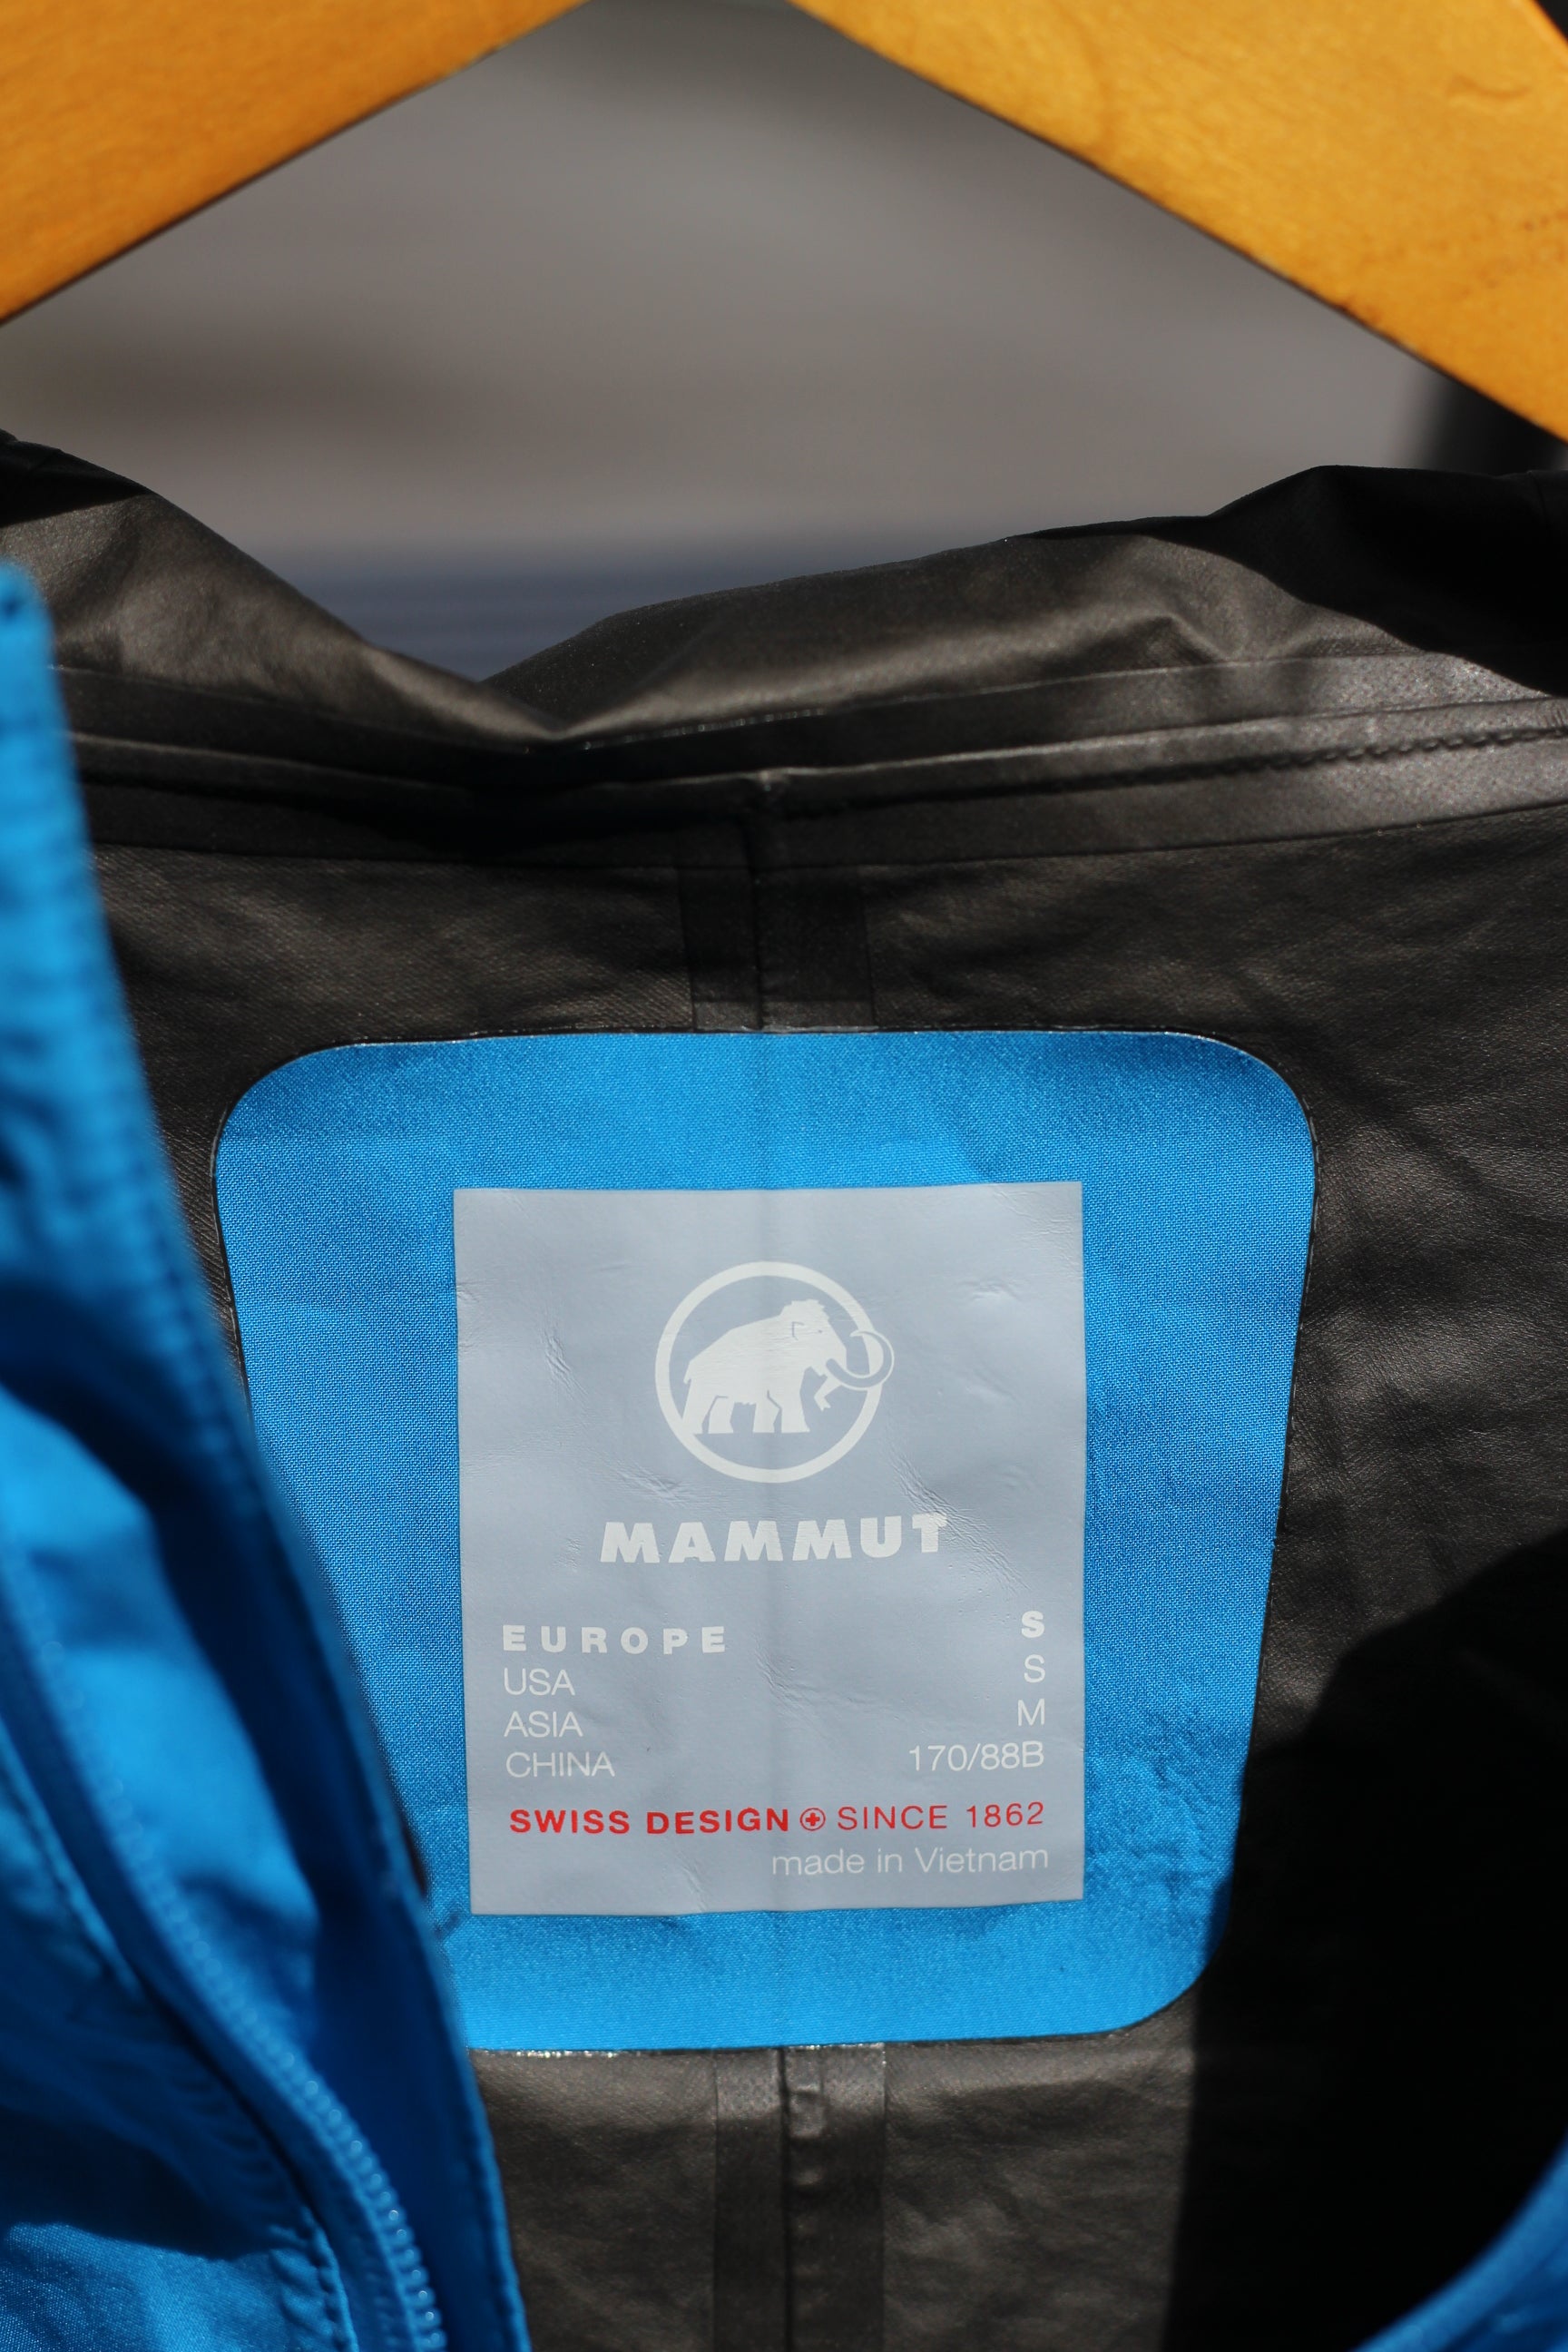 MAMMUT
EUROPE S
USA S
ASIA M
CHINA 170/88B
SWISS DESIGN SINCE 1862
made in Vietnam